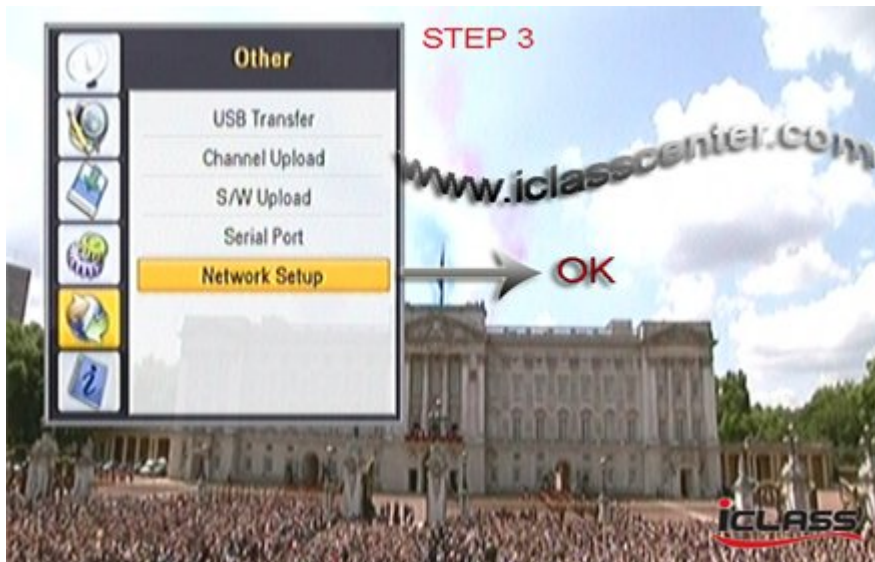 STEP 3
Other
USB Transfer
Channel Upload
S/W Upload
Serial Port
Network Setup
www.iclasscenter.com
OK
iCLASS